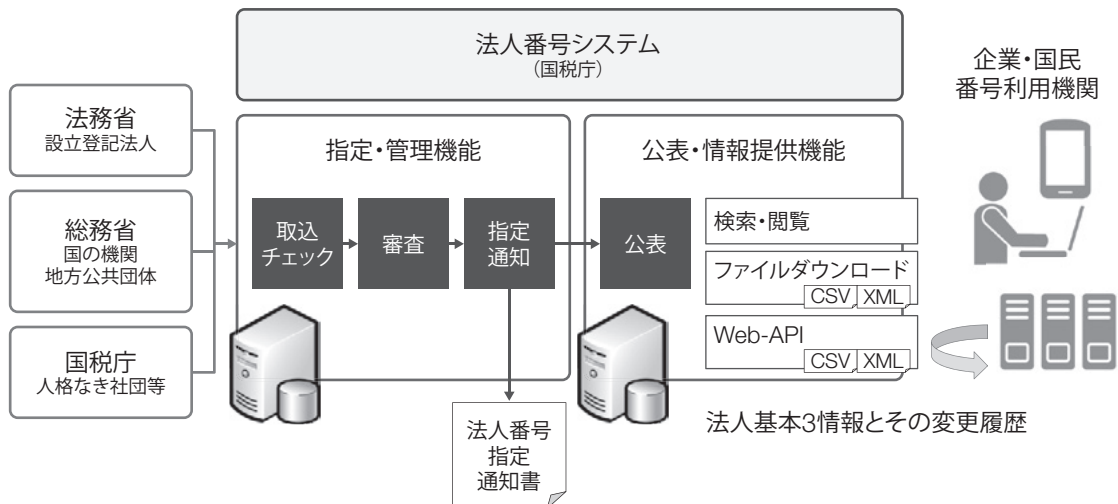 法人番号システム
（国税庁）
企業・国民
番号利用機関
法務省
設立登記法人
総務省
国の機関
地方公共団体
国税庁
人格なき社団等
指定・管理機能
取込
チェック
審査
指定
通知
法人番号
指定
通知書
公表・情報提供機能
公表
検索・閲覧
ファイルダウンロード
CSV XML
Web-API
CSV XML
法人基本3情報とその変更履歴